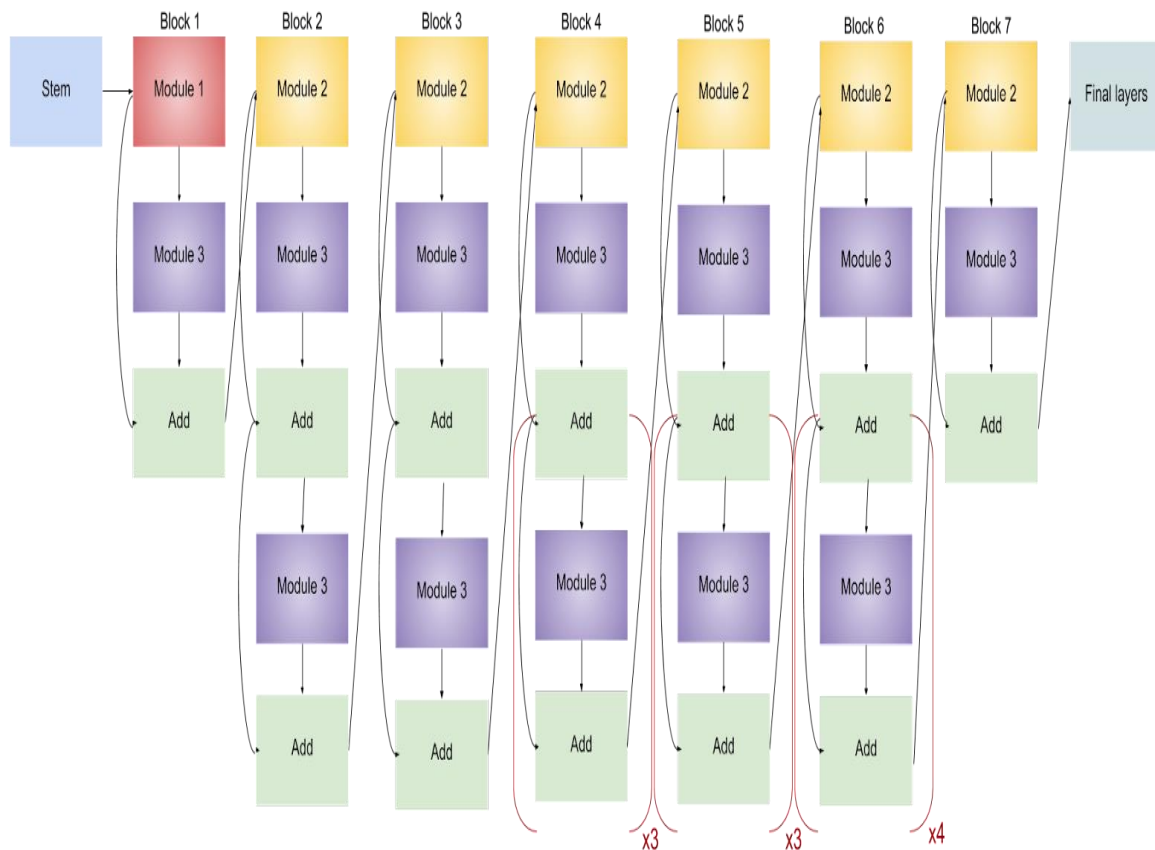 Block 1
Block 2
Block 3
Block 4
Block 5
Block 6
Block 7
Stem
Module 1
Module 2
Module 2
Module 2
Module 2
Module 2
Module 2
Final layers
Module 3
Module 3
Module 3
Module 3
Module 3
Module 3
Module 3
Add
Add
Add
Add
Add
Add
Add
Module 3
Module 3
Module 3
Module 3
Module 3
Add
Add
Add
Add
Add
x3
x3
x4